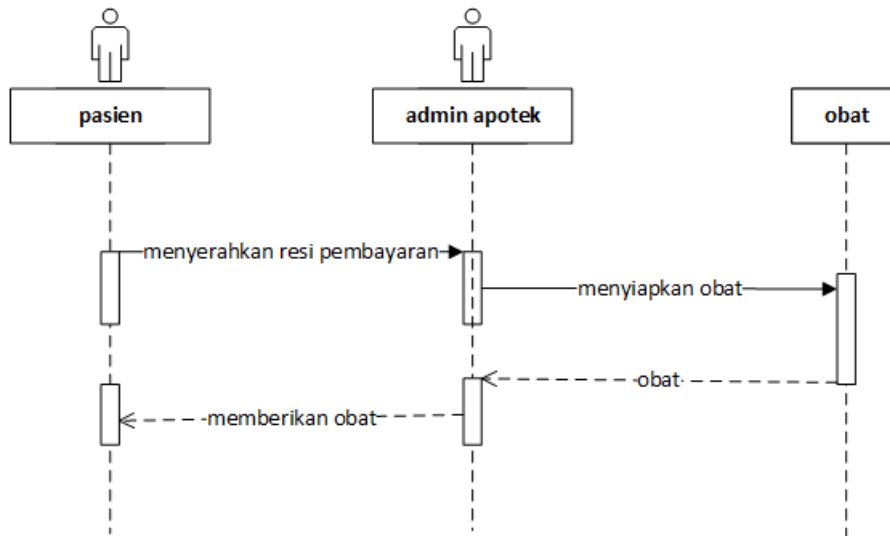 pasien
admin apotek
obat
menyerahkan resi pembayaran
menyiapkan obat
obat
memberikan obat